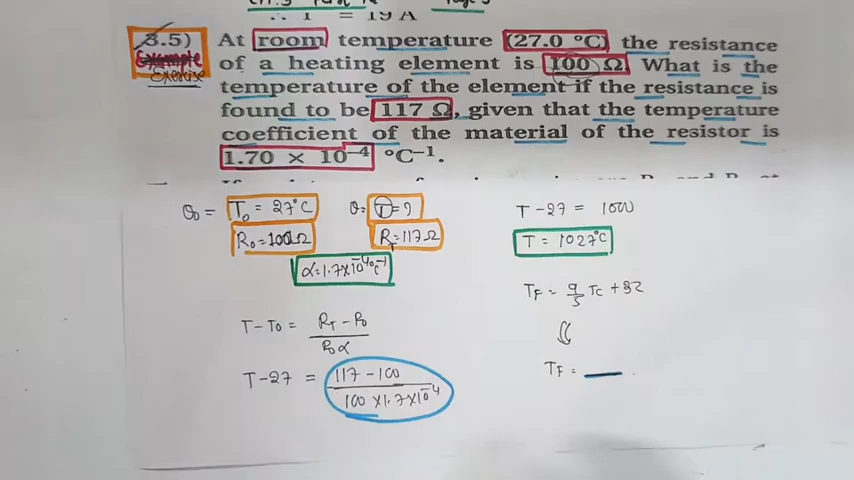 ∴ I = 19 A
3.5)
Example
Exercise
At room temperature (27.0 °C) the resistance
of a heating element is 100 Ω. What is the
temperature of the element if the resistance is
found to be 117 Ω, given that the temperature
coefficient of the material of the resistor is
1.70 × 10⁻⁴ °C⁻¹.
θ₀ = T₀ = 27°C
R₀=100Ω
θ= T=?
R_T=117Ω
α=1.7×10⁻⁴ °C⁻¹
T-T₀ = (R_T - R₀) / (R₀α)
T-27 = (117-100) / (100×1.7×10⁻⁴)
T-27 = 1000
T = 1027°C
T_F = 9/5 T_C + 32
T_F =